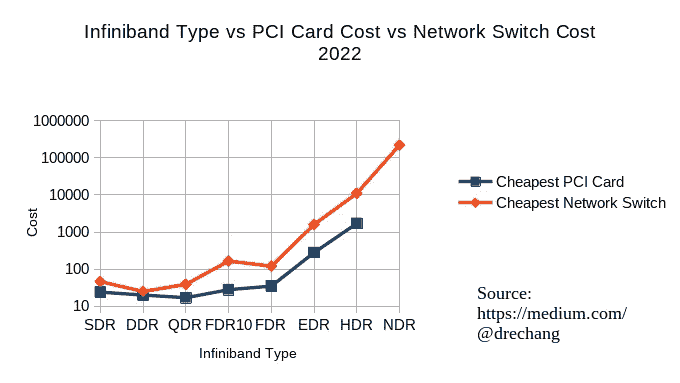 Infiniband Type vs PCI Card Cost vs Network Switch Cost
2022
1000000
100000
10000
1000
100
10
Cost
SDR DDR QDR FDR10 FDR EDR HDR NDR
Infiniband Type
Cheapest PCI Card
Cheapest Network Switch
Source:
https://medium.com/
@drechang